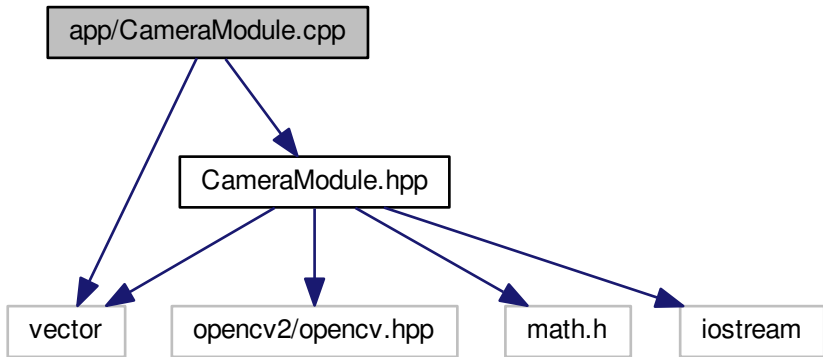 app/CameraModule.cpp
CameraModule.hpp
vector
opencv2/opencv.hpp
math.h
iostream